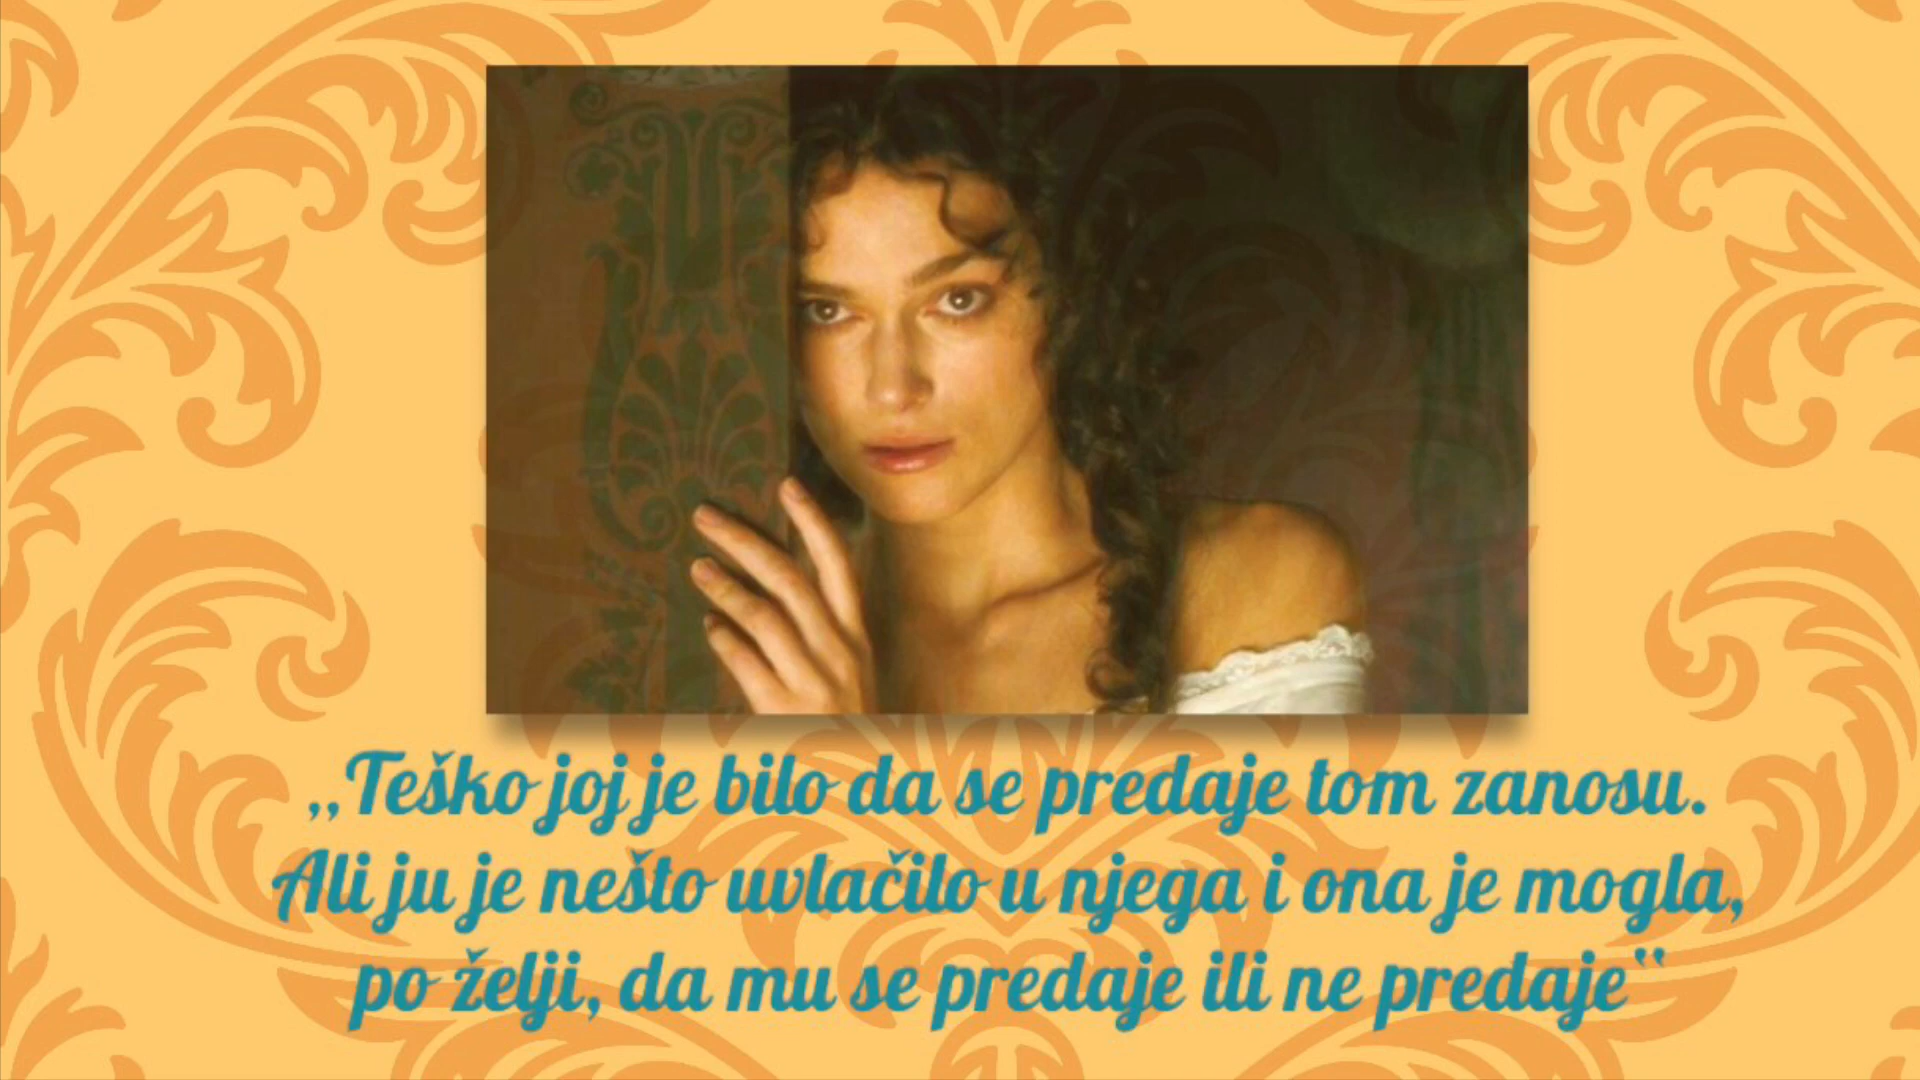 ,,Teško joj je bilo da se predaje tom zanosu.
Ali ju je nešto uvlačilo u njega i ona je mogla,
po želji, da mu se predaje ili ne predaje“